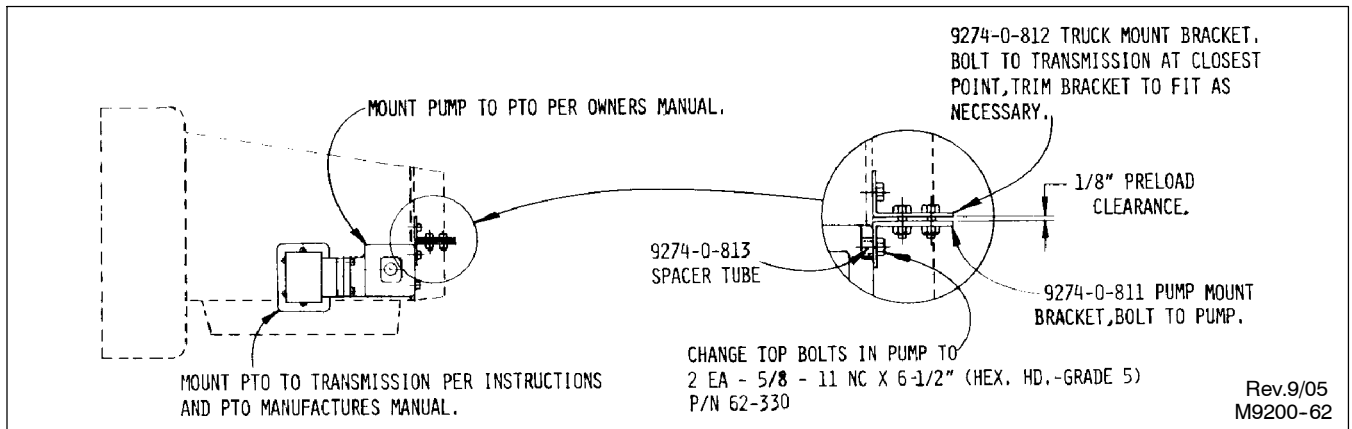 9274-0-812 TRUCK MOUNT BRACKET.
BOLT TO TRANSMISSION AT CLOSEST
POINT,TRIM BRACKET TO FIT AS
NECESSARY.
MOUNT PUMP TO PTO PER OWNERS MANUAL.
1/8" PRELOAD
CLEARANCE.
9274-0-813
SPACER TUBE
9274-0-811 PUMP MOUNT
BRACKET,BOLT TO PUMP.
CHANGE TOP BOLTS IN PUMP TO
2 EA - 5/8 - 11 NC X 6-1/2" (HEX. HD.-GRADE 5)
P/N 62-330
MOUNT PTO TO TRANSMISSION PER INSTRUCTIONS
AND PTO MANUFACTURES MANUAL.
Rev.9/05
M9200-62